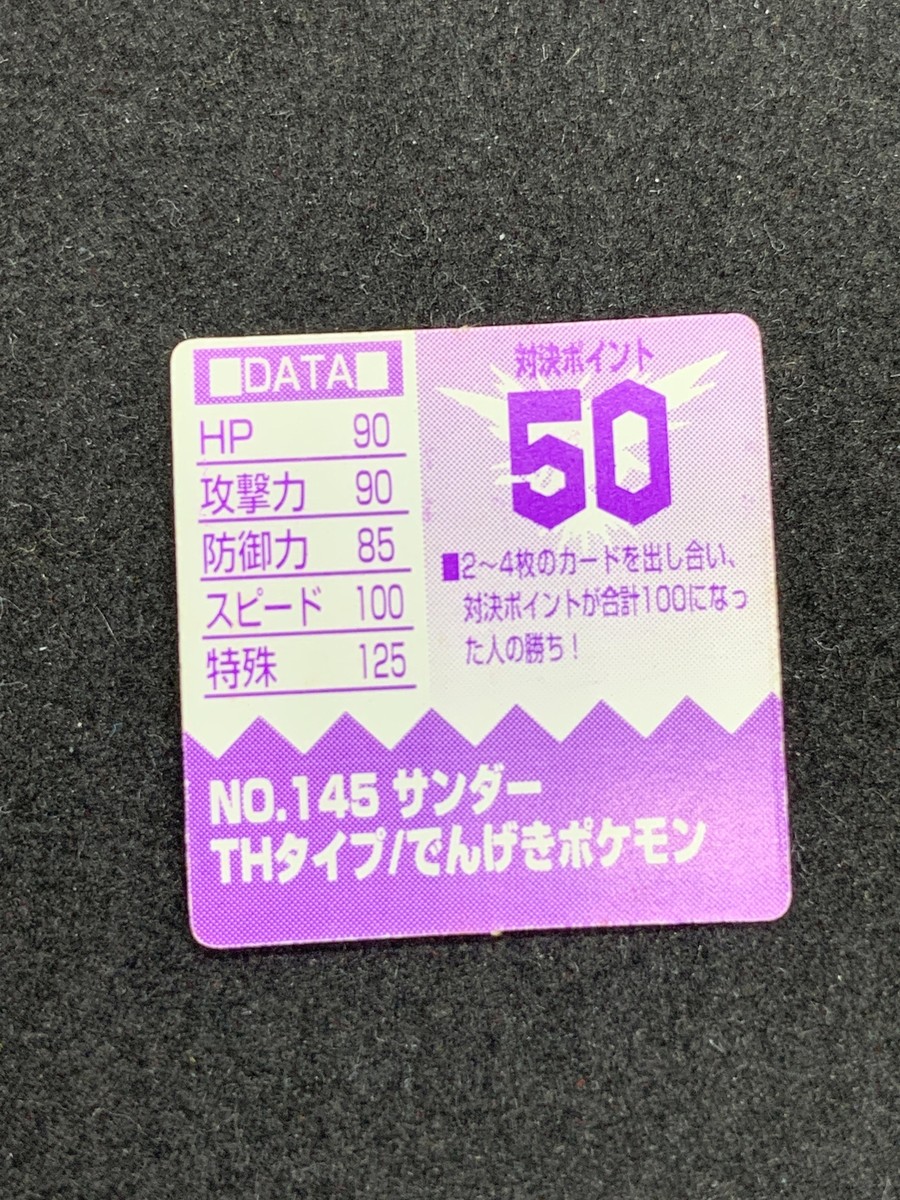 ■DATA■
HP 90
攻撃力 90
防御力 85
スピード 100
特殊 125
対決ポイント
50
■2～4枚のカードを出し合い、
対決ポイントが合計100になっ
た人の勝ち！
NO.145 サンダー
THタイプ/でんげきポケモン